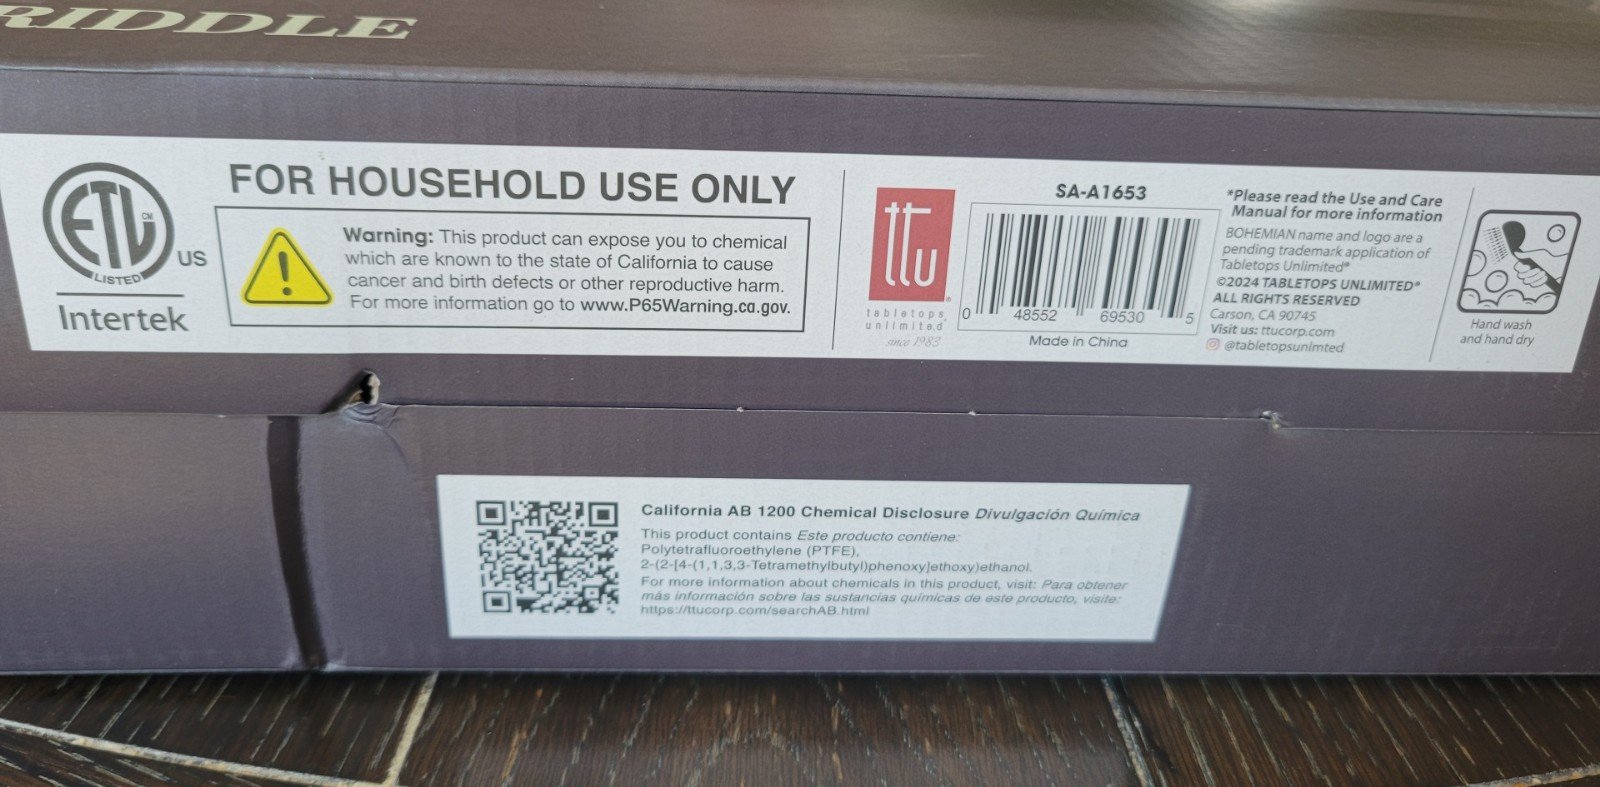 RIDDLE
ETL
CM
LISTED
US
Intertek
FOR HOUSEHOLD USE ONLY
Warning: This product can expose you to chemical
which are known to the state of California to cause
cancer and birth defects or other reproductive harm.
For more information go to www.P65Warning.ca.gov.
ttu
tabletops
unlimited®
since 1983
SA-A1653
0 48552 69530 5
Made in China
*Please read the Use and Care
Manual for more information
BOHEMIAN name and logo are a
pending trademark application of
Tabletops Unlimited®
©2024 TABLETOPS UNLIMITED®
ALL RIGHTS RESERVED
Carson, CA 90745
Visit us: ttucorp.com
@tabletopsunlmted
Hand wash
and hand dry
California AB 1200 Chemical Disclosure Divulgación Química
This product contains Este producto contiene:
Polytetrafluoroethylene (PTFE),
2-(2-[4-(1,1,3,3-Tetramethylbutyl)phenoxy]ethoxy)ethanol.
For more information about chemicals in this product, visit: Para obtener
más información sobre las sustancias químicas de este producto, visite:
https://ttucorp.com/searchAB.html